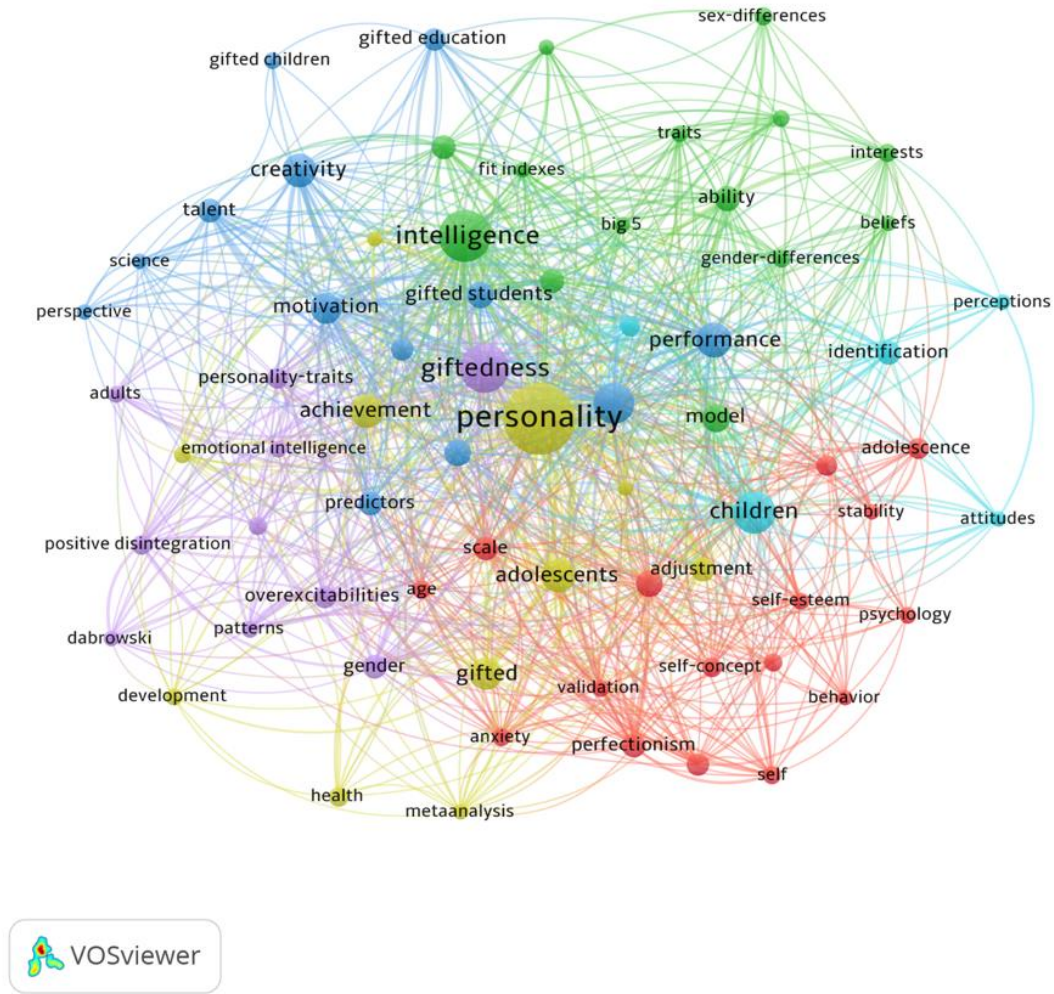 sex-differences
gifted education
gifted children
traits
interests
fit indexes
creativity
ability
talent
big 5
beliefs
intelligence
gender-differences
science
gifted students
perceptions
motivation
perspective
performance
identification
giftedness
personality-traits
adults
achievement
personality
model
emotional intelligence
adolescence
predictors
children
stability
attitudes
positive disintegration
scale
adjustment
adolescents
age
overexcitabilities
self-esteem
psychology
patterns
dabrowski
gender
self-concept
gifted
validation
development
behavior
anxiety
perfectionism
self
health
metaanalysis
VOSviewer